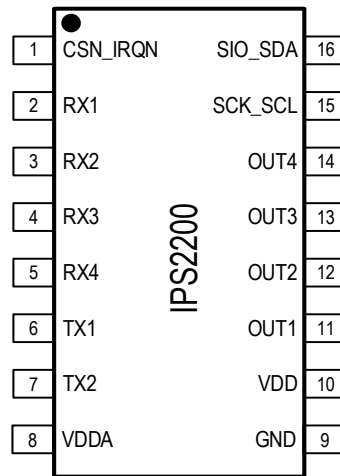 1 CSN_IRQN SIO_SDA 16
2 RX1 SCK_SCL 15
3 RX2 OUT4 14
4 RX3 OUT3 13
5 RX4 OUT2 12
6 TX1 OUT1 11
7 TX2 VDD 10
8 VDDA GND 9
IPS2200